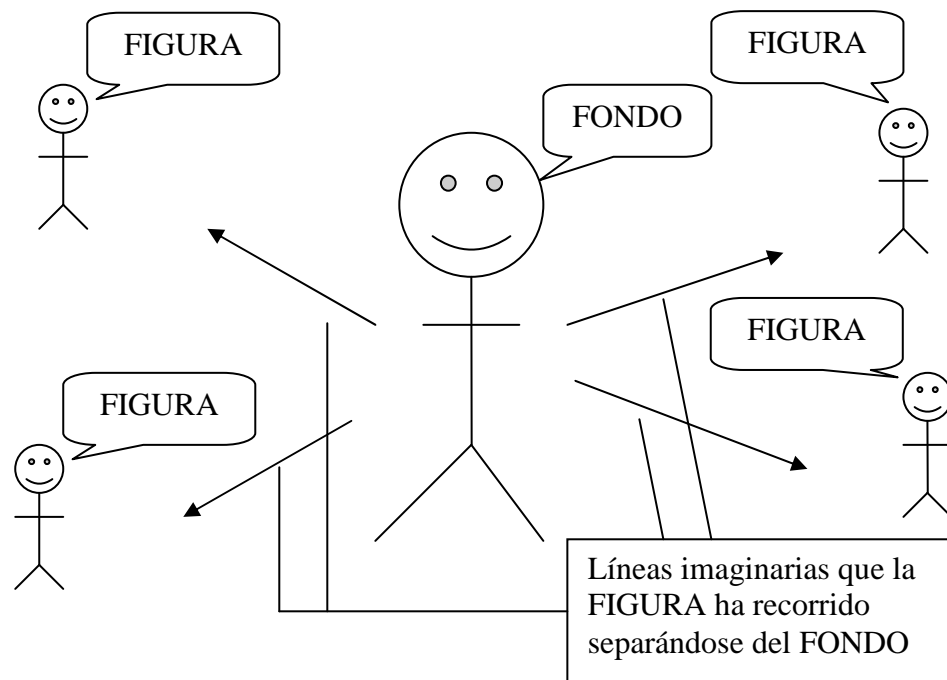 FIGURA
FIGURA
FONDO
FIGURA
FIGURA
Líneas imaginarias que la
FIGURA ha recorrido
separándose del FONDO